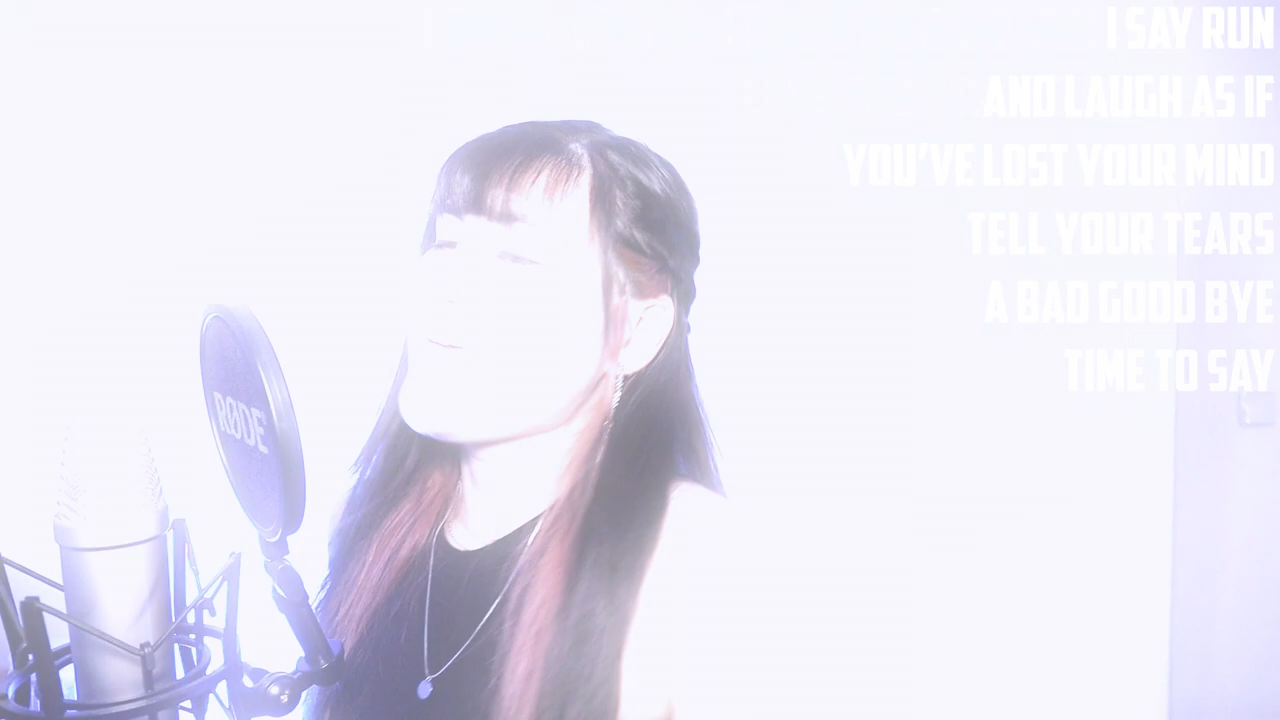 I SAY RUN
AND LAUGH AS IF
YOU'VE LOST YOUR MIND
TELL YOUR TEARS
A BAD GOOD BYE
TIME TO SAY
RØDE